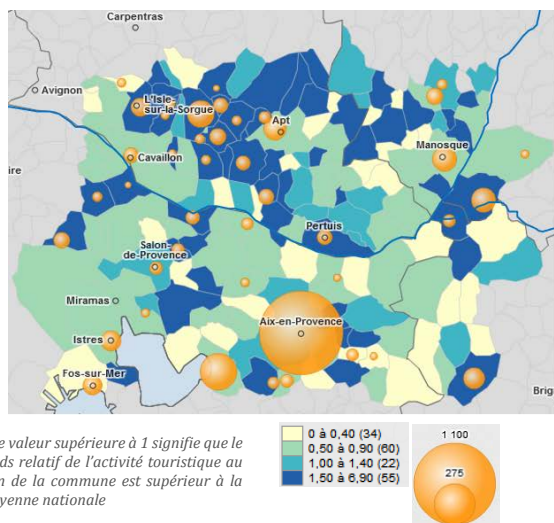 Carpentras
Avignon
L'Isle-
sur-la-Sorgue
Apt
Manosque
Cavaillon
ire
Pertuis
Salon-
de-Provence
Miramas
Aix-en-Provence
Istres
Fos-sur-Mer
Brig
e valeur supérieure à 1 signifie que le
ds relatif de l'activité touristique au
n de la commune est supérieur à la
yenne nationale
0 à 0,40 (34)
0,50 à 0,90 (60)
1,00 à 1,40 (22)
1,50 à 6,90 (55)
1 100
275